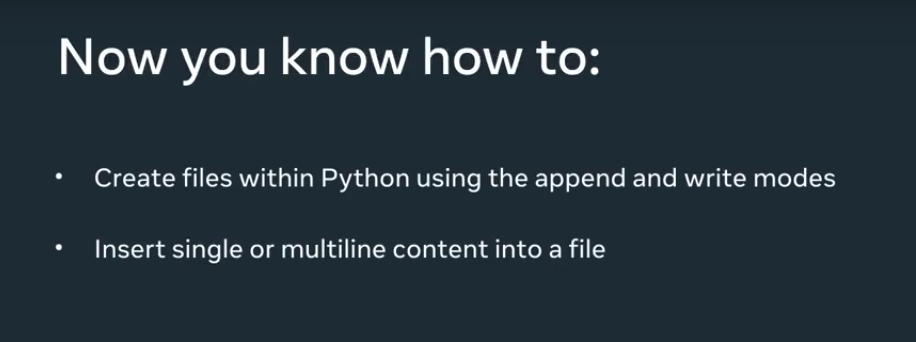 Now you know how to:
• Create files within Python using the append and write modes
• Insert single or multiline content into a file